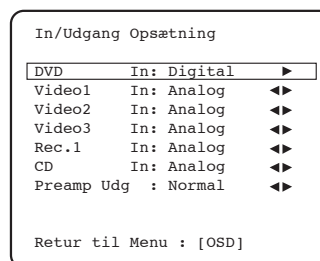 In/Udgang Opsætning
DVD In: Digital ►
Video1 In: Analog ◄►
Video2 In: Analog ◄►
Video3 In: Analog ◄►
Rec.1 In: Analog ◄►
CD In: Analog ◄►
Preamp Udg : Normal ◄►
Retur til Menu : [OSD]